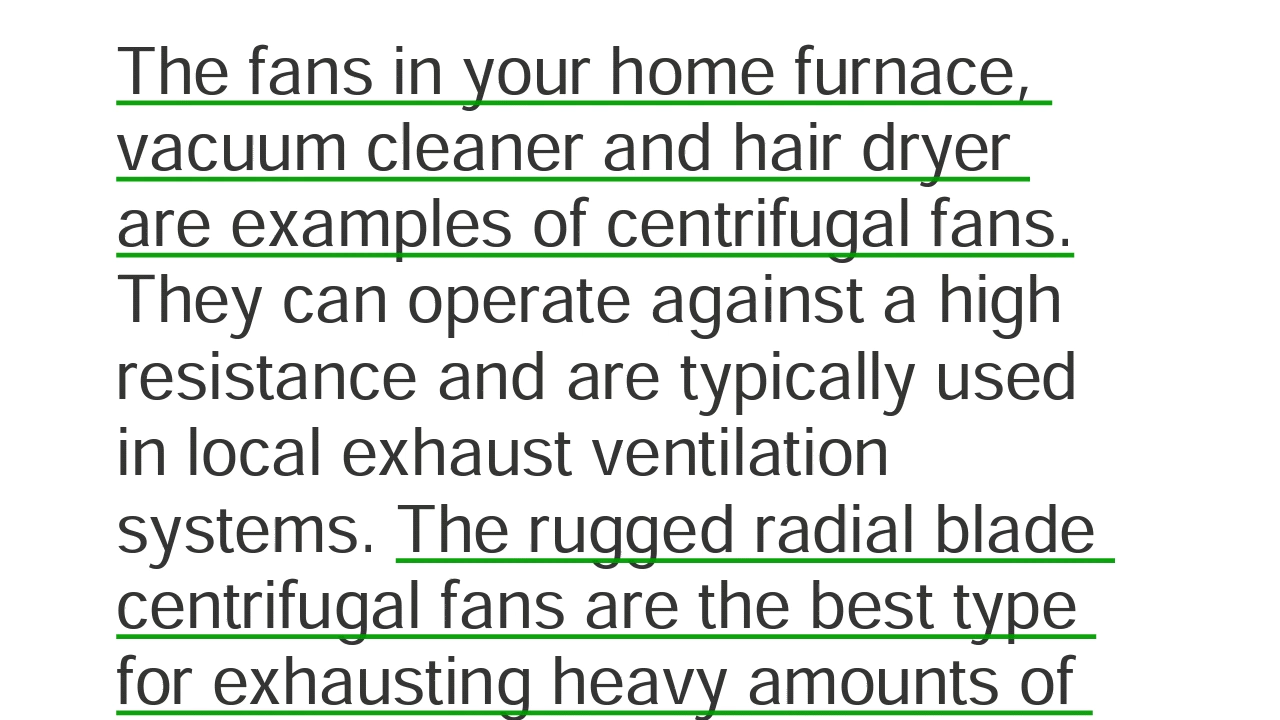 The fans in your home furnace,
vacuum cleaner and hair dryer
are examples of centrifugal fans.
They can operate against a high
resistance and are typically used
in local exhaust ventilation
systems. The rugged radial blade
centrifugal fans are the best type
for exhausting heavy amounts of